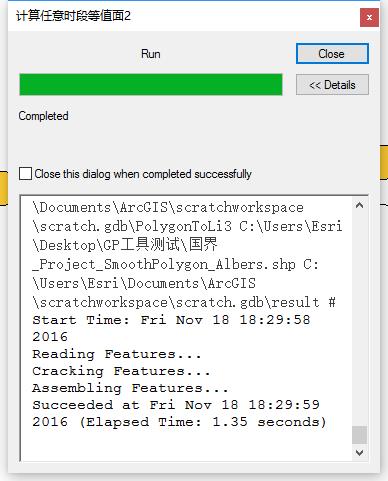 计算任意时段等值面2
x
Run
Close
<< Details
Completed
Close this dialog when completed successfully
\Documents\ArcGIS\scratchworkspace
\scratch.gdb\PolygonToLi3 C:\Users\Esri
\Desktop\GP工具测试\国界
_Project_SmoothPolygon_Albers.shp C:
\Users\Esri\Documents\ArcGIS
\scratchworkspace\scratch.gdb\result #
Start Time: Fri Nov 18 18:29:58
2016
Reading Features...
Cracking Features...
Assembling Features...
Succeeded at Fri Nov 18 18:29:59
2016 (Elapsed Time: 1.35 seconds)